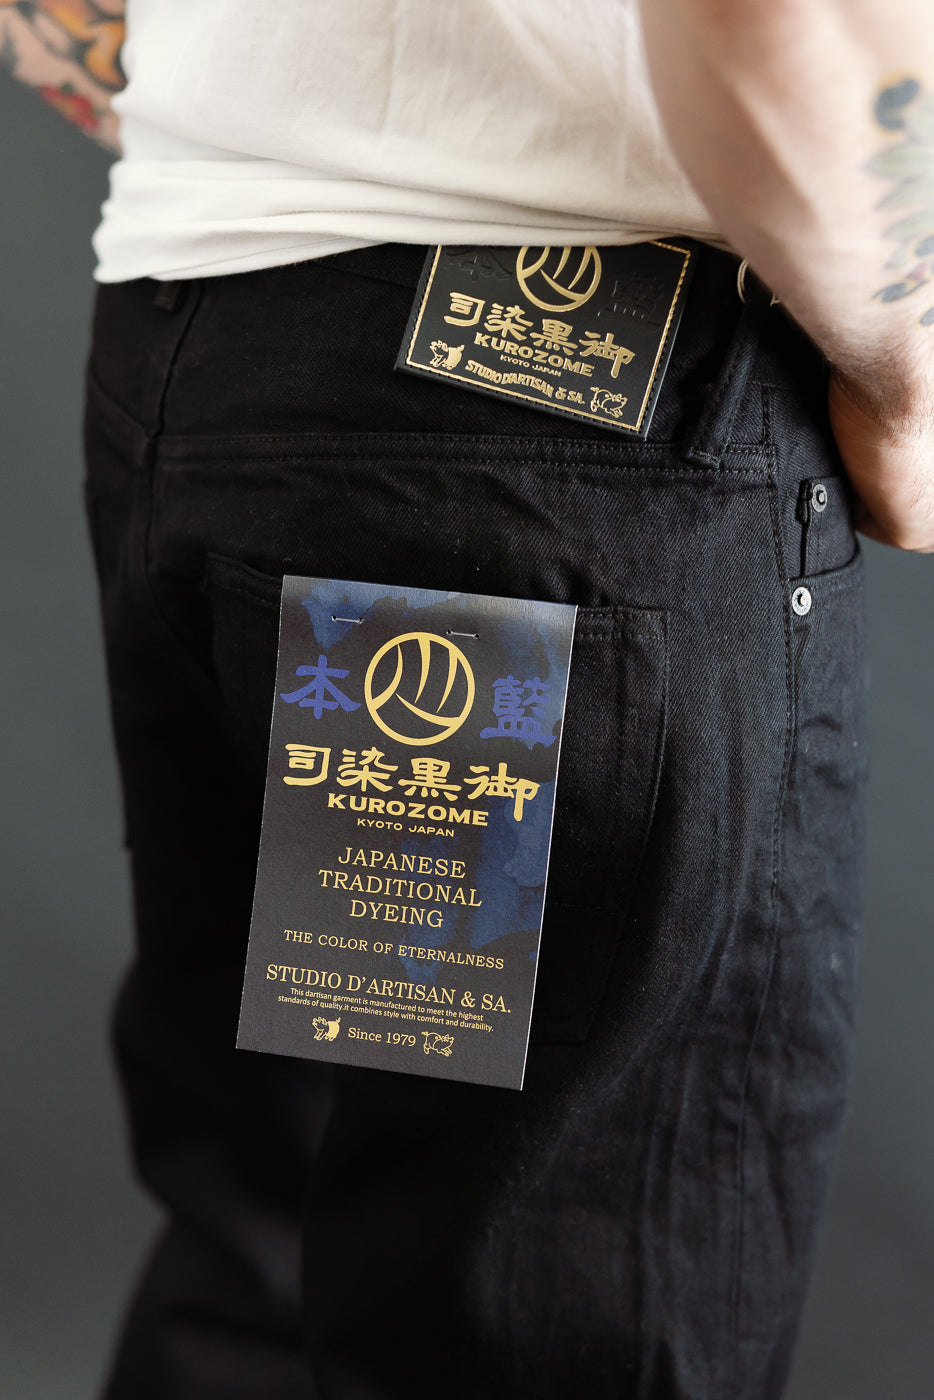 本 藍
司染黒御
KUROZOME
KYOTO JAPAN
STUDIO D'ARTISAN & SA.
本 藍
司染黒御
KUROZOME
KYOTO JAPAN
JAPANESE
TRADITIONAL
DYEING
THE COLOR OF ETERNALNESS
STUDIO D'ARTISAN & SA.
This dartisan garment is manufactured to meet the highest
standards of quality.it combines style with comfort and durability.
Since 1979